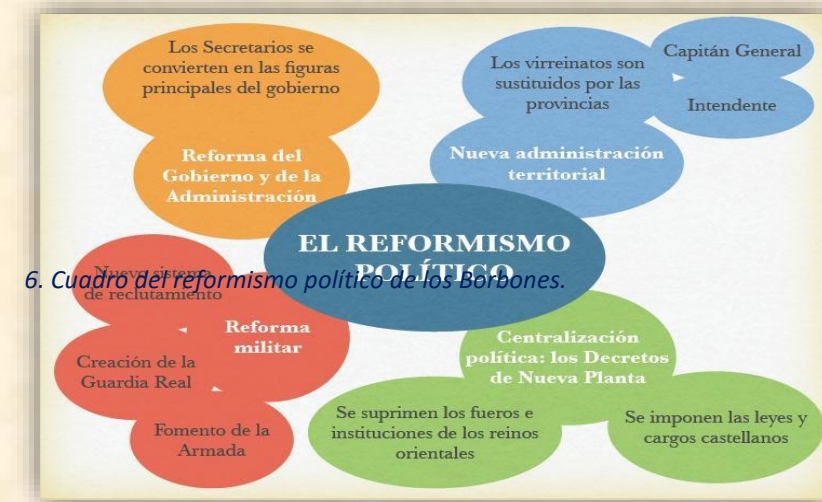 Los Secretarios se
convierten en las figuras
principales del gobierno
Reforma del
Gobierno y de la
Administración
Los virreinatos son
sustituidos por las
provincias
Capitán General
Intendente
Nueva administración
territorial
EL REFORMISMO
POLÍTICO
6. Cuadro del reformismo político de los Borbones.
Nuevo sistema
de reclutamiento
Reforma
militar
Creación de la
Guardia Real
Fomento de la
Armada
Centralización
política: los Decretos
de Nueva Planta
Se suprimen los fueros e
instituciones de los reinos
orientales
Se imponen las leyes y
cargos castellanos